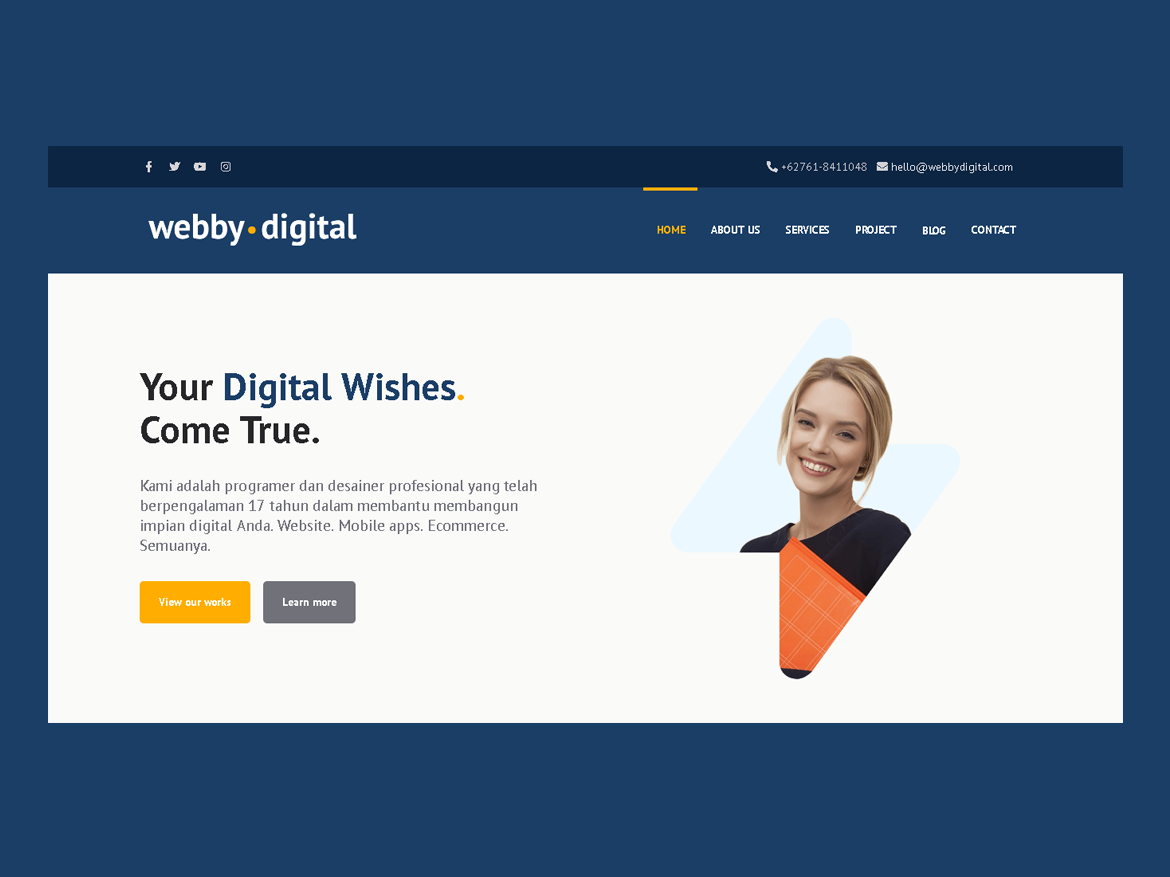 +62761-8411048 hello@webbydigital.com
webby•digital
HOME ABOUT US SERVICES PROJECT BLOG CONTACT
Your Digital Wishes.
Come True.
Kami adalah programer dan desainer profesional yang telah
berpengalaman 17 tahun dalam membantu membangun
impian digital Anda. Website. Mobile apps. Ecommerce.
Semuanya.
View our works Learn more